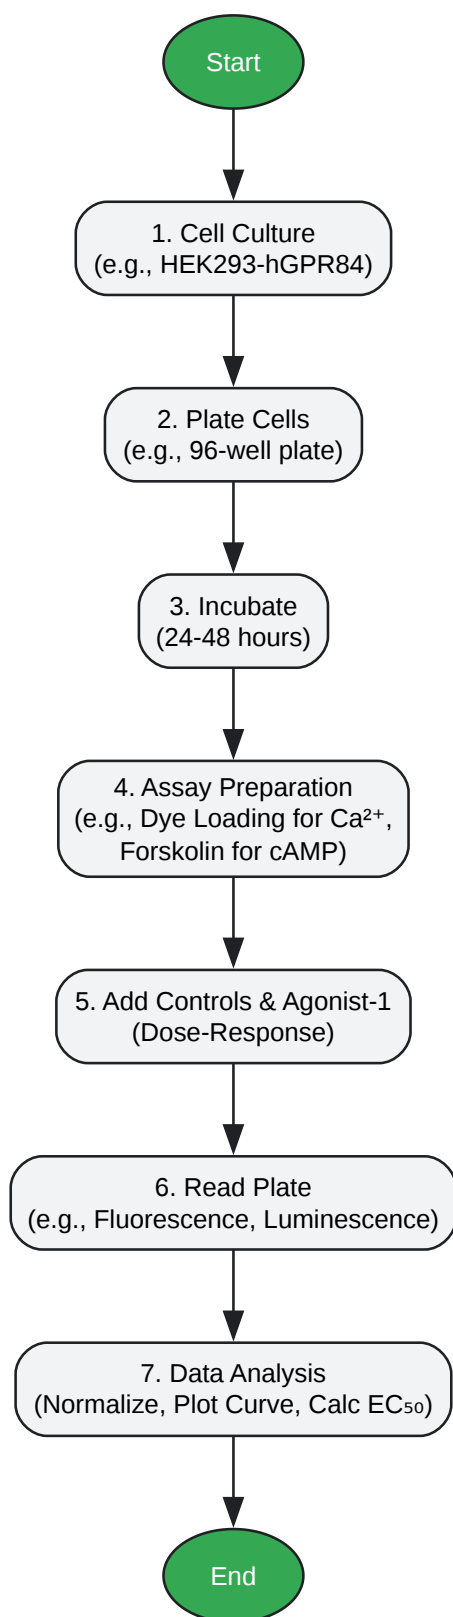 Start
1. Cell Culture
(e.g., HEK293-hGPR84)
2. Plate Cells
(e.g., 96-well plate)
3. Incubate
(24-48 hours)
4. Assay Preparation
(e.g., Dye Loading for Ca²⁺,
Forskolin for cAMP)
5. Add Controls & Agonist-1
(Dose-Response)
6. Read Plate
(e.g., Fluorescence, Luminescence)
7. Data Analysis
(Normalize, Plot Curve, Calc EC₅₀)
End